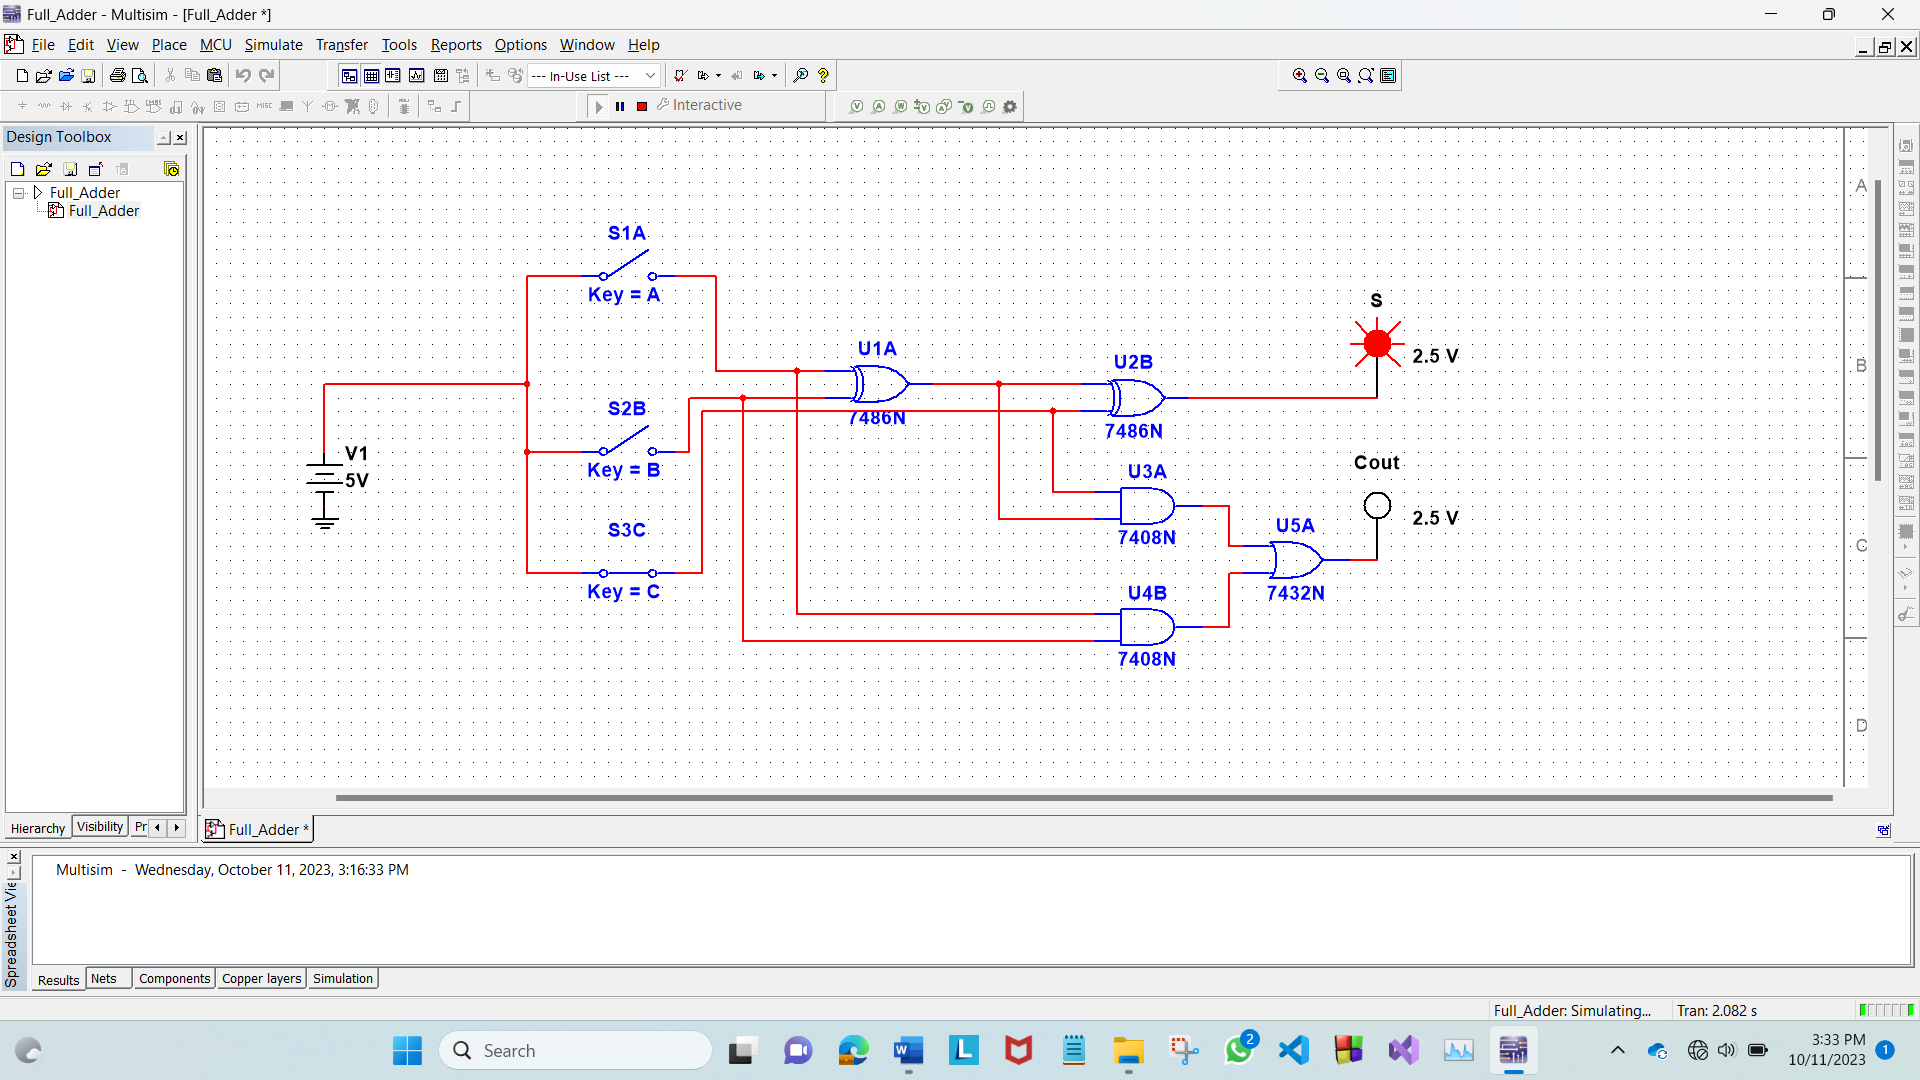 Full_Adder - Multisim - [Full_Adder *]
File Edit View Place MCU Simulate Transfer Tools Reports Options Window Help
--- In-Use List ---
MISC
Interactive
Design Toolbox
Full_Adder
Full_Adder
Hierarchy Visibility Pr
S1A
Key = A
S2B
Key = B
S3C
Key = C
V1
5V
U1A
7486N
U2B
7486N
U3A
7408N
U4B
7408N
U5A
7432N
S
2.5 V
Cout
2.5 V
A
B
C
D
Full_Adder *
Multisim - Wednesday, October 11, 2023, 3:16:33 PM
Spreadsheet Vie
Results Nets Components Copper layers Simulation
Full_Adder: Simulating... Tran: 2.082 s
Search
L
2
3:33 PM
10/11/2023
1